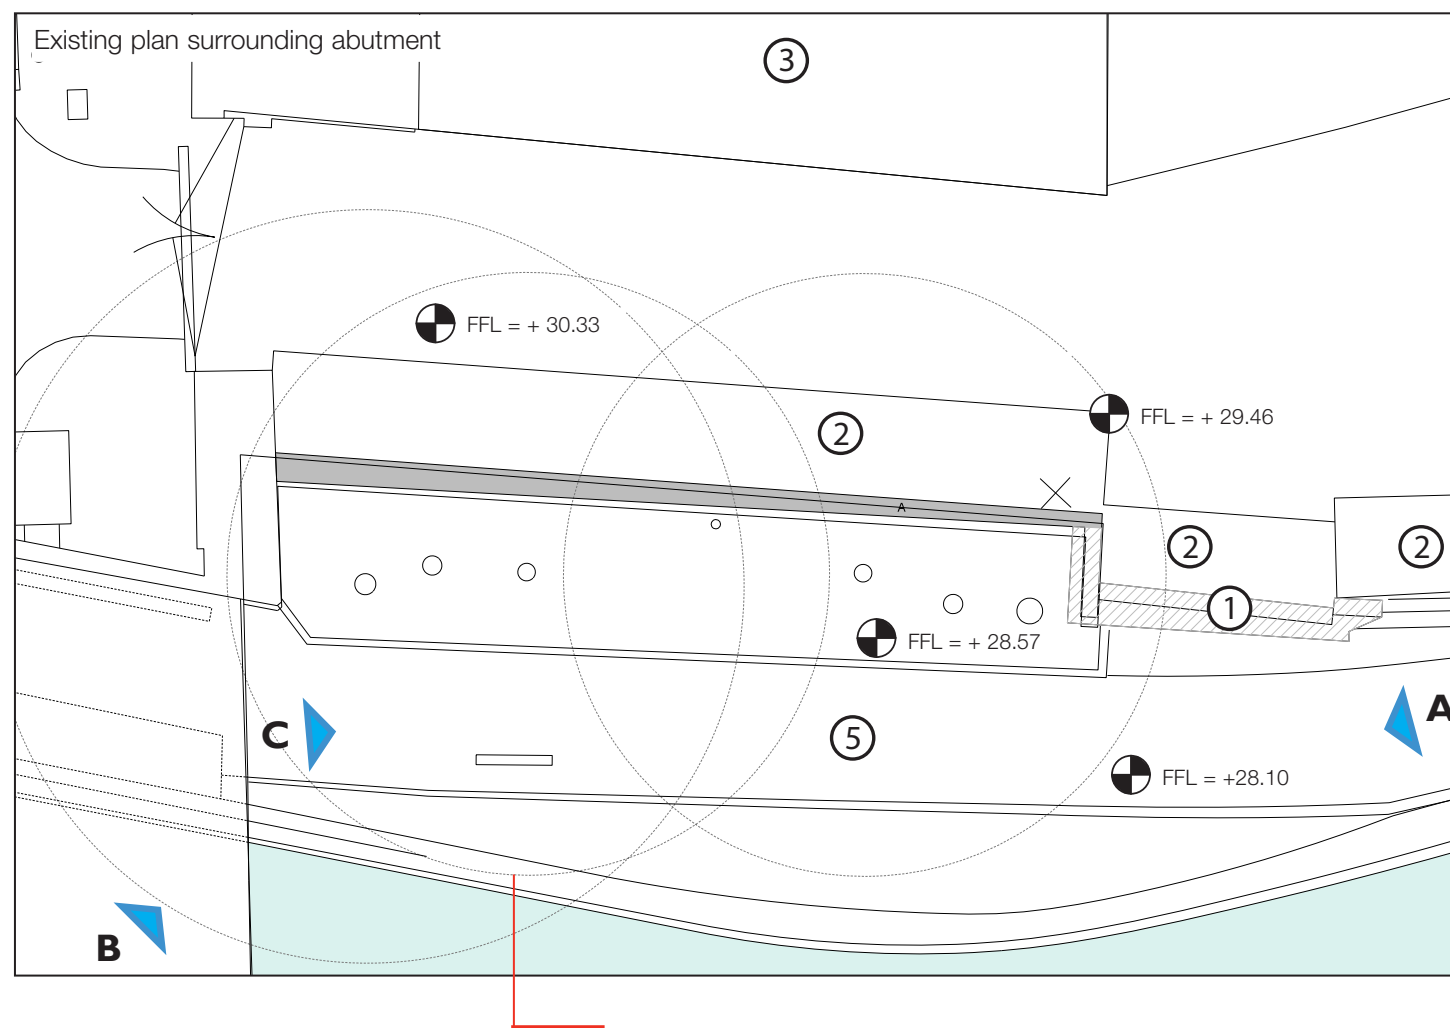 Existing plan surrounding abutment
3
FFL = + 30.33
FFL = + 29.46
2
A
2
2
1
FFL = + 28.57
C
5
A
FFL = +28.10
B